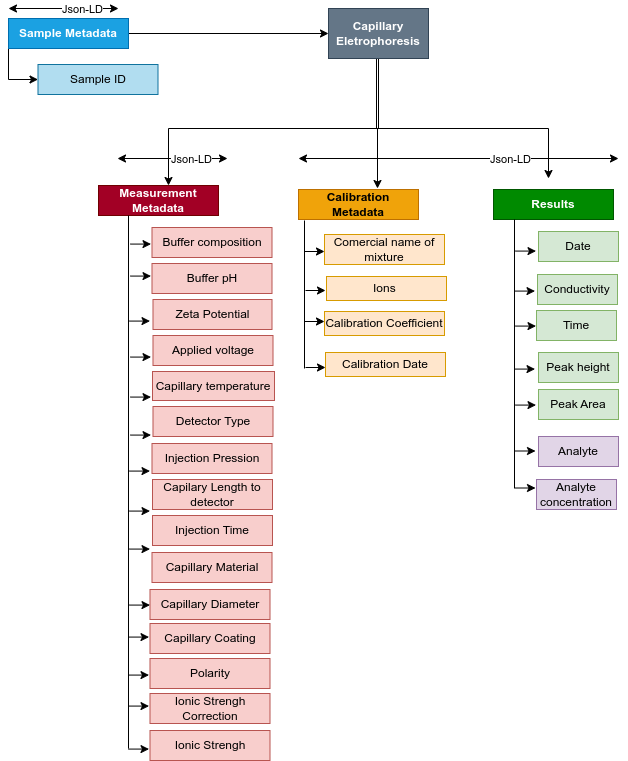 Json-LD
Sample Metadata
Capillary
Eletrophoresis
Sample ID
Json-LD
Json-LD
Measurement
Metadata
Calibration
Metadata
Results
Buffer composition
Buffer pH
Zeta Potential
Applied voltage
Capillary temperature
Detector Type
Injection Pression
Capilary Length to
detector
Injection Time
Capillary Material
Capillary Diameter
Capillary Coating
Polarity
Ionic Strengh
Correction
Ionic Strengh
Comercial name of
mixture
Ions
Calibration Coefficient
Calibration Date
Date
Conductivity
Time
Peak height
Peak Area
Analyte
Analyte
concentration